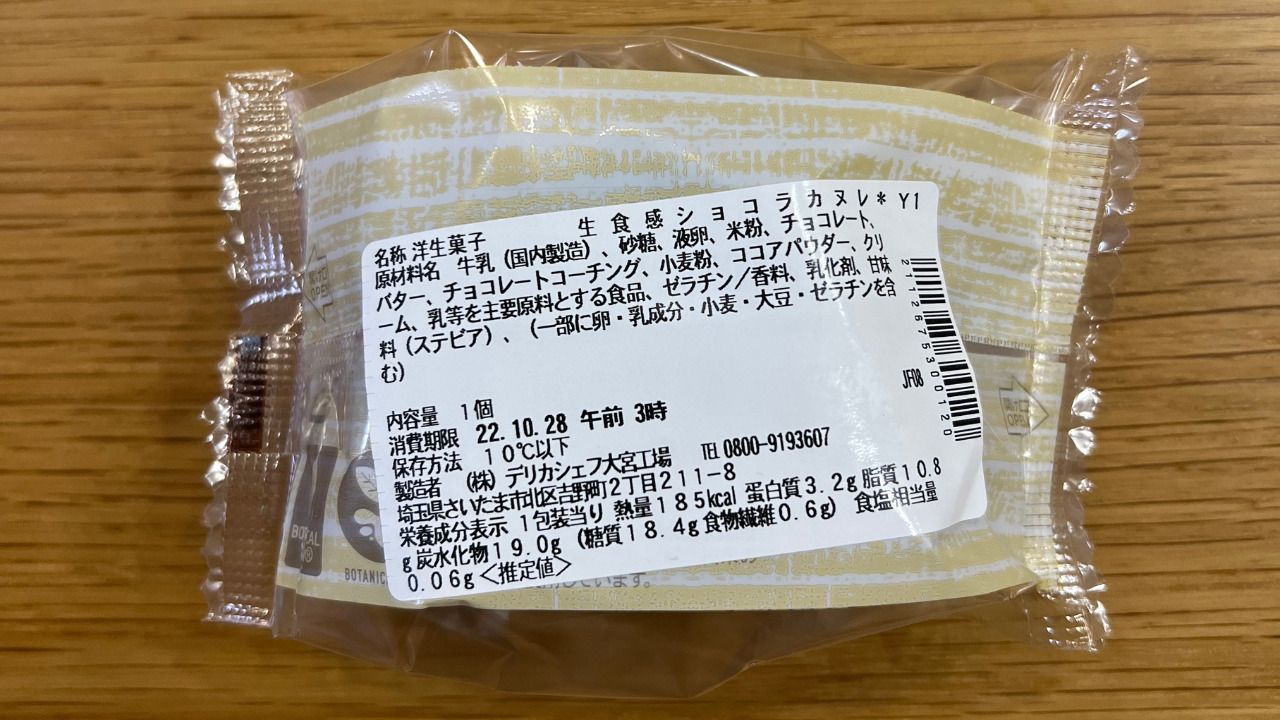 生食感ショコラカヌレ* Y1
名称 洋生菓子
原材料名 牛乳(国内製造)、砂糖、液卵、米粉、チョコレート、
バター、チョコレートコーチング、小麦粉、ココアパウダー、クリ
ーム、乳等を主要原料とする食品、ゼラチン/香料、乳化剤、甘味
料(ステビア)、(一部に卵・乳成分・小麦・大豆・ゼラチンを含
む)
2112675300120
JF08
内容量 1個
消費期限 22.10.28 午前 3時
保存方法 10℃以下
製造者 (株)デリカシェフ大宮工場 TEL0800-9193607
埼玉県さいたま市北区吉野町2丁目211-8
栄養成分表示 1包装当り 熱量185kcal 蛋白質3.2g脂質10.8
g炭水化物19.0g(糖質18.4g食物繊維0.6g) 食塩相当量
0.06g<推定値>
OPEN
OPEN
BOTANIC
います。